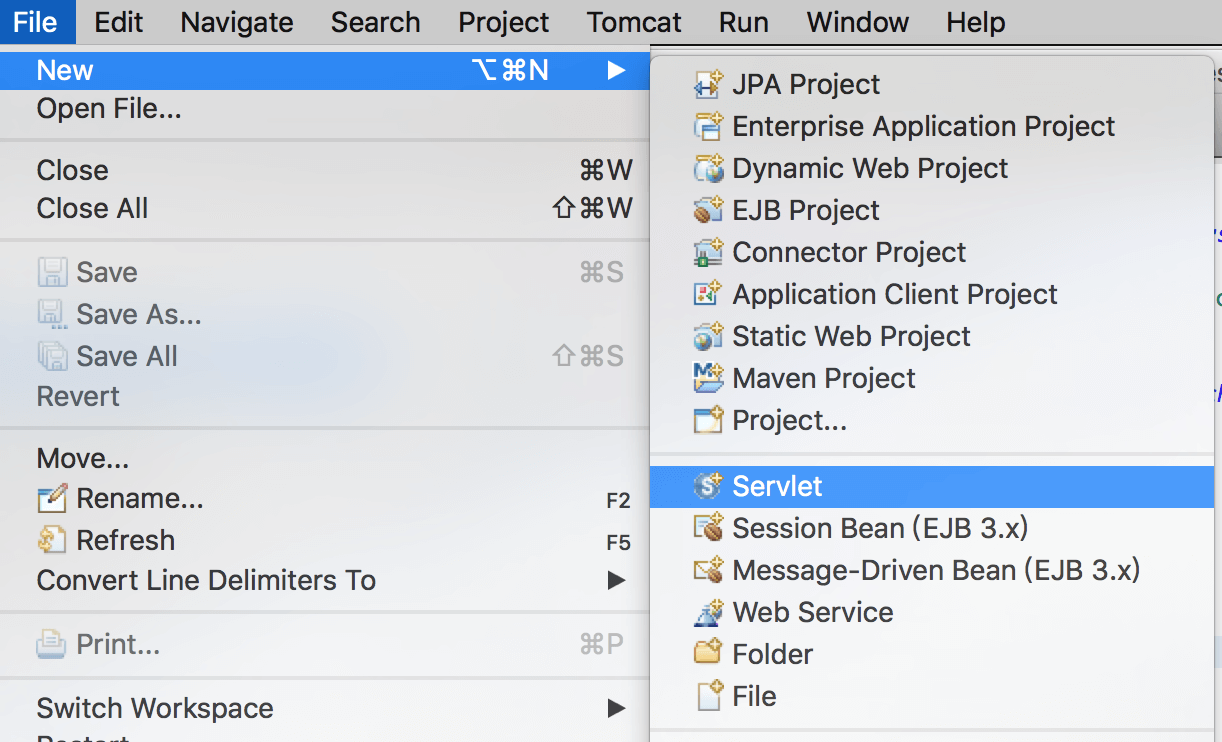 File Edit Navigate Search Project Tomcat Run Window Help
New ⌥⌘N ▶
Open File...
Close ⌘W
Close All ⇧⌘W
Save ⌘S
Save As...
Save All ⇧⌘S
Revert
Move...
Rename... F2
Refresh F5
Convert Line Delimiters To ▶
Print... ⌘P
Switch Workspace ▶
Restart
JPA Project
Enterprise Application Project
Dynamic Web Project
EJB Project
Connector Project
Application Client Project
Static Web Project
Maven Project
Project...
Servlet
Session Bean (EJB 3.x)
Message-Driven Bean (EJB 3.x)
Web Service
Folder
File